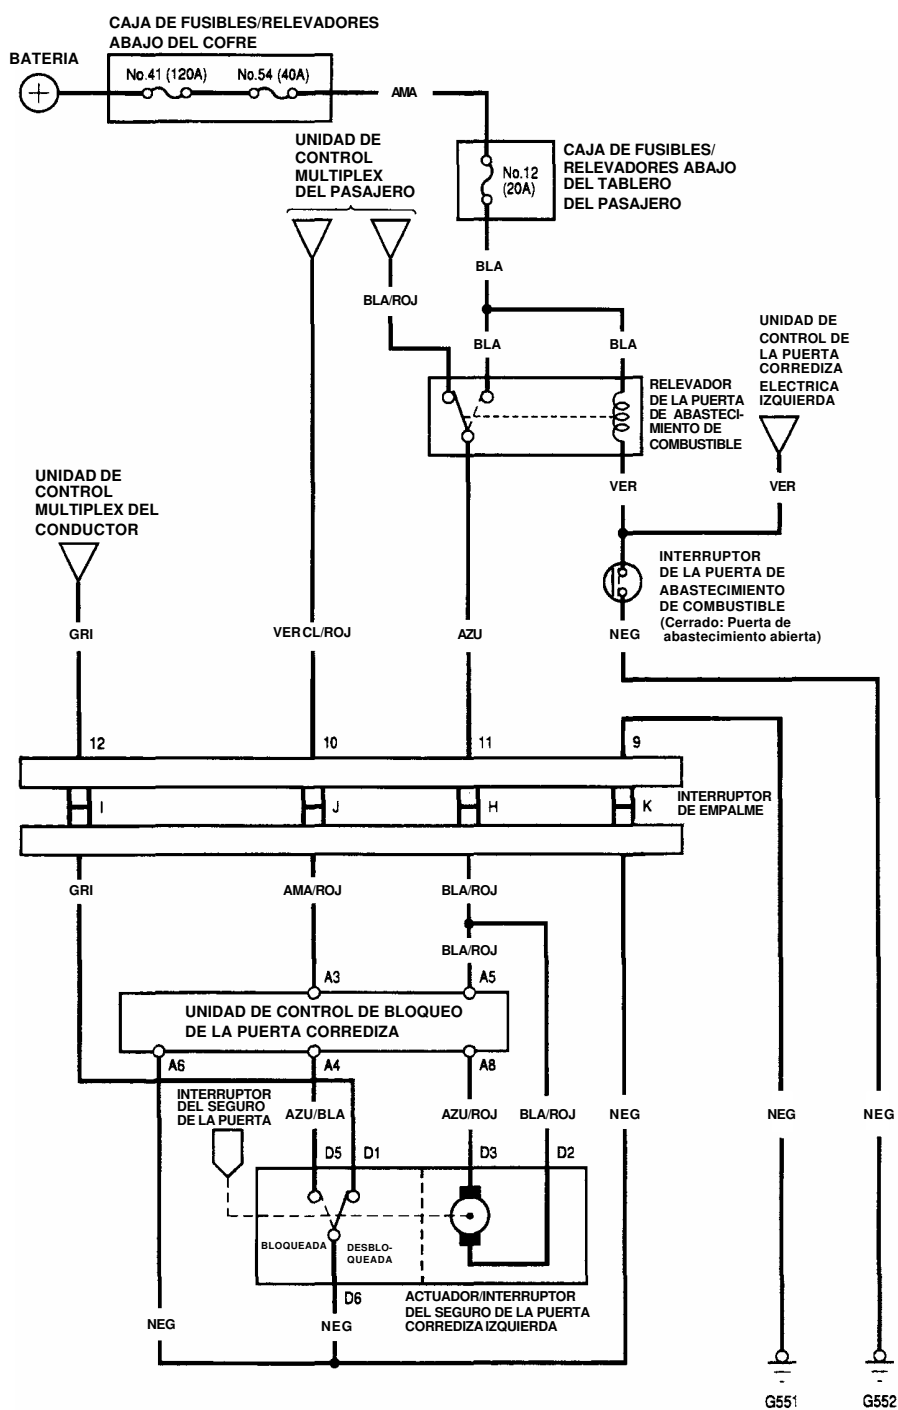 CAJA DE FUSIBLES/RELEVADORES
ABAJO DEL COFRE
BATERIA
No.41 (120A)
No.54 (40A)
AMA
UNIDAD DE
CONTROL
MULTIPLEX
DEL PASAJERO
No.12
(20A)
CAJA DE FUSIBLES/
RELEVADORES ABAJO
DEL TABLERO
DEL PASAJERO
BLA
BLA/ROJ
BLA
BLA
UNIDAD DE
CONTROL DE
LA PUERTA
CORREDIZA
ELECTRICA
IZQUIERDA
RELEVADOR
DE LA PUERTA
DE ABASTECI-
MIENTO DE
COMBUSTIBLE
VER
VER
UNIDAD DE
CONTROL
MULTIPLEX DEL
CONDUCTOR
INTERRUPTOR
DE LA PUERTA DE
ABASTECIMIENTO
DE COMBUSTIBLE
(Cerrado: Puerta de
abastecimiento abierta)
GRI
VER CL/ROJ
AZU
NEG
12
10
11
9
I
J
H
K
INTERRUPTOR
DE EMPALME
GRI
AMA/ROJ
BLA/ROJ
BLA/ROJ
A3
A5
UNIDAD DE CONTROL DE BLOQUEO
DE LA PUERTA CORREDIZA
A6
A4
A8
INTERRUPTOR
DEL SEGURO
DE LA PUERTA
AZU/BLA
AZU/ROJ
BLA/ROJ
NEG
NEG
NEG
D5
D1
D3
D2
BLOQUEADA
DESBLO-
QUEADA
D6
ACTUADOR/INTERRUPTOR
DEL SEGURO DE LA PUERTA
CORREDIZA IZQUIERDA
NEG
NEG
G551
G552